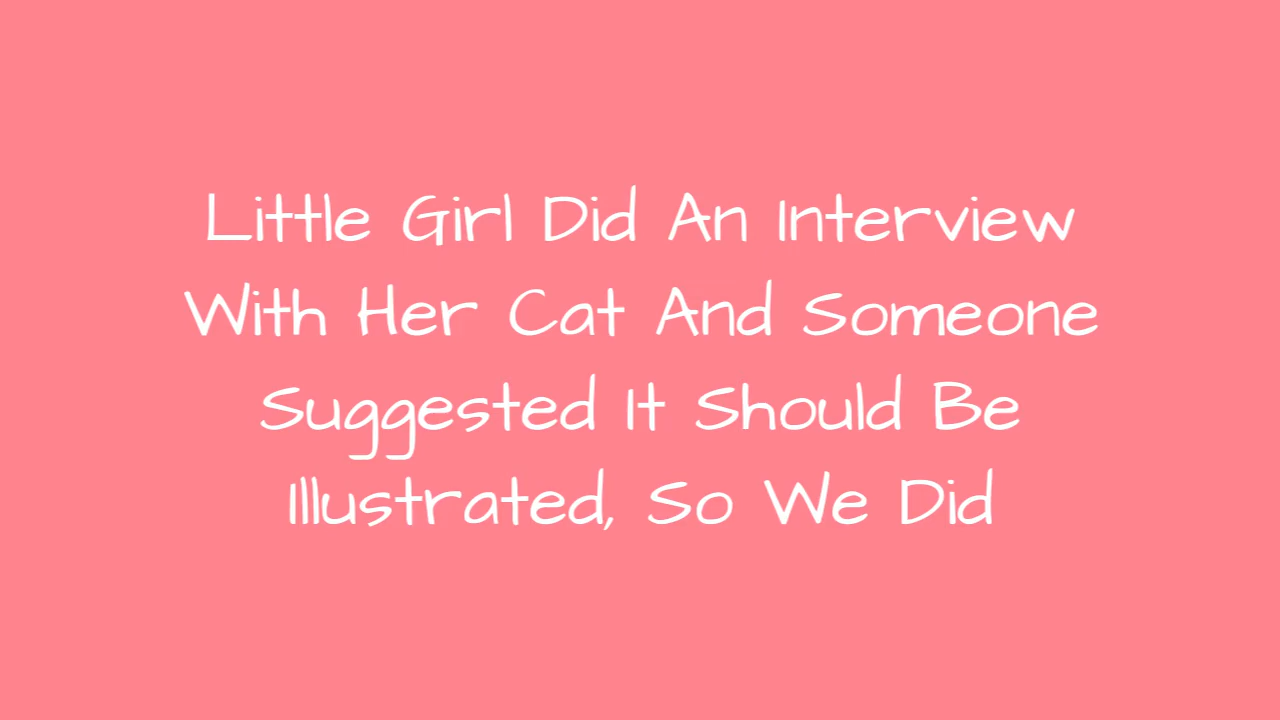 Little Girl Did An Interview
With Her Cat And Someone
Suggested It Should Be
Illustrated, So We Did